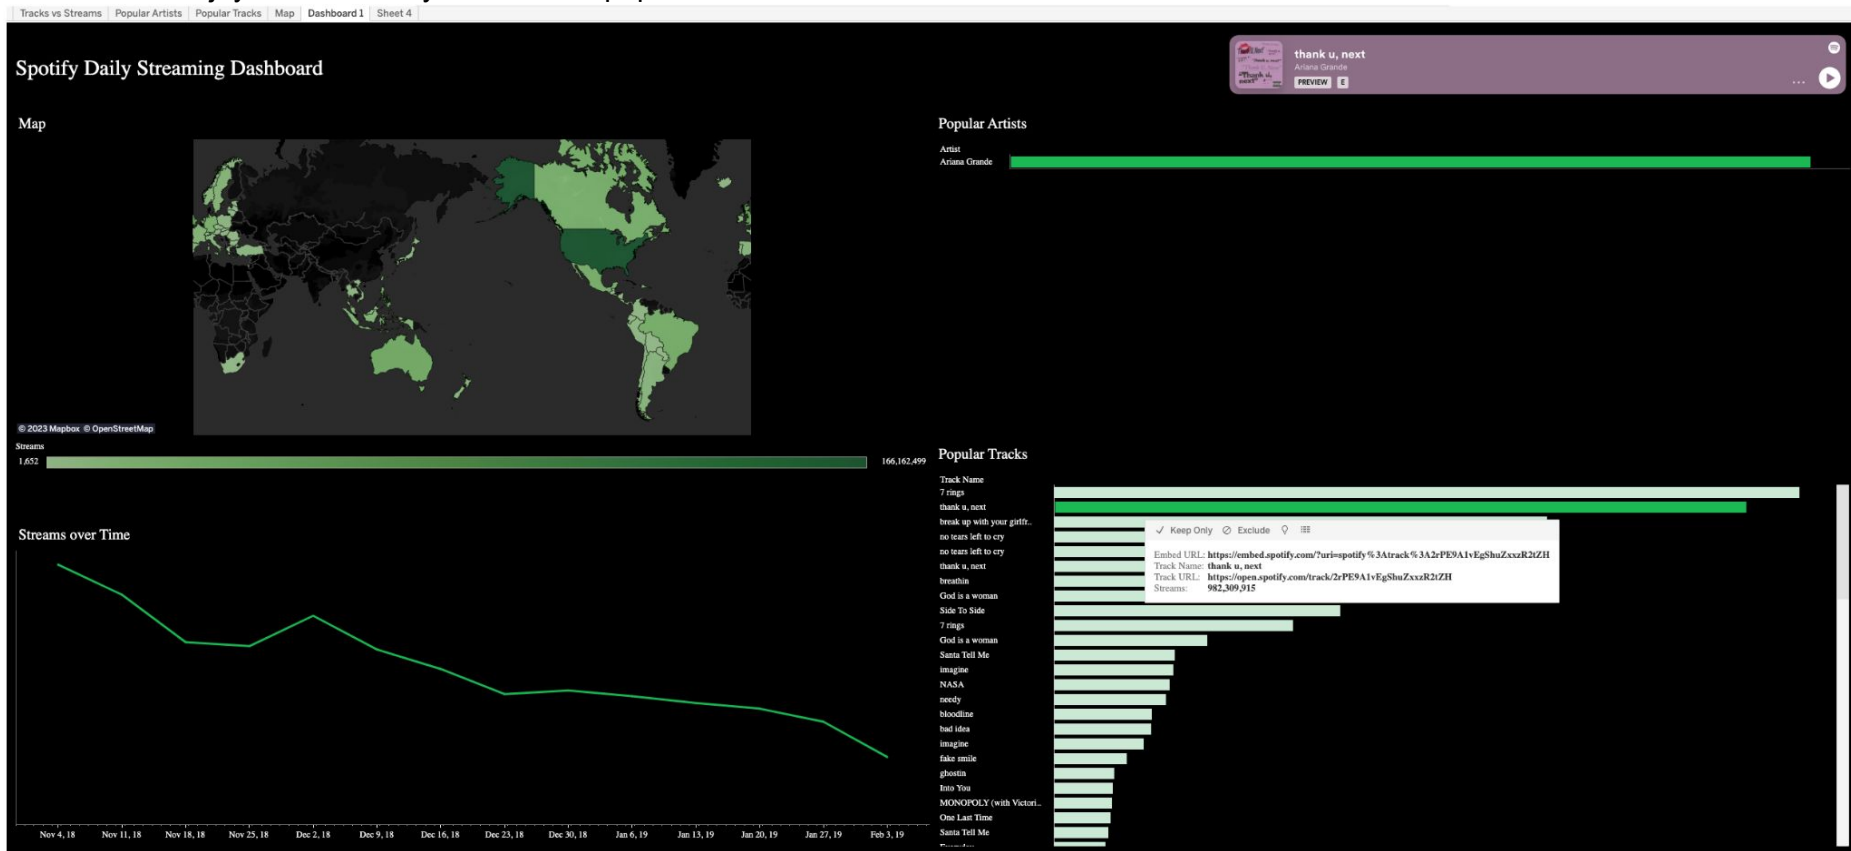 Tracks vs Streams Popular Artists Popular Tracks Map Dashboard 1 Sheet 4
Spotify Daily Streaming Dashboard
thank u, next
Ariana Grande
PREVIEW E
Map
© 2023 Mapbox © OpenStreetMap
Streams
1,652 166,162,499
Streams over Time
Nov 4, 18 Nov 11, 18 Nov 18, 18 Nov 25, 18 Dec 2, 18 Dec 9, 18 Dec 16, 18 Dec 23, 18 Dec 30, 18 Jan 6, 19 Jan 13, 19 Jan 20, 19 Jan 27, 19 Feb 3, 19
Popular Artists
Artist
Ariana Grande
Popular Tracks
Track Name
7 rings
thank u, next
break up with your girlfr..
no tears left to cry
no tears left to cry
thank u, next
breathin
God is a woman
Side To Side
7 rings
God is a woman
Santa Tell Me
imagine
NASA
needy
bloodline
bad idea
imagine
fake smile
ghostin
Into You
MONOPOLY (with Victori..
One Last Time
Santa Tell Me
Keep Only Exclude
Embed URL: https://embed.spotify.com/?uri=spotify%3Atrack%3A2rPE9A1vEgShuZxxzR2tZH
Track Name: thank u, next
Track URL: https://open.spotify.com/track/2rPE9A1vEgShuZxxzR2tZH
Streams: 982,309,915